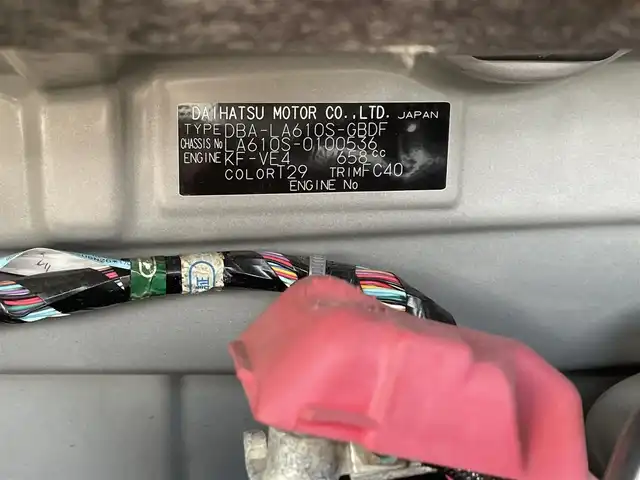 DAIHATSU MOTOR CO.,LTD. JAPAN
TYPE DBA-LA610S-GBDF
CHASSIS No LA610S-0100536
ENGINE KF-VE4 658cc
COLOR T29 TRIM FC40
ENGINE No